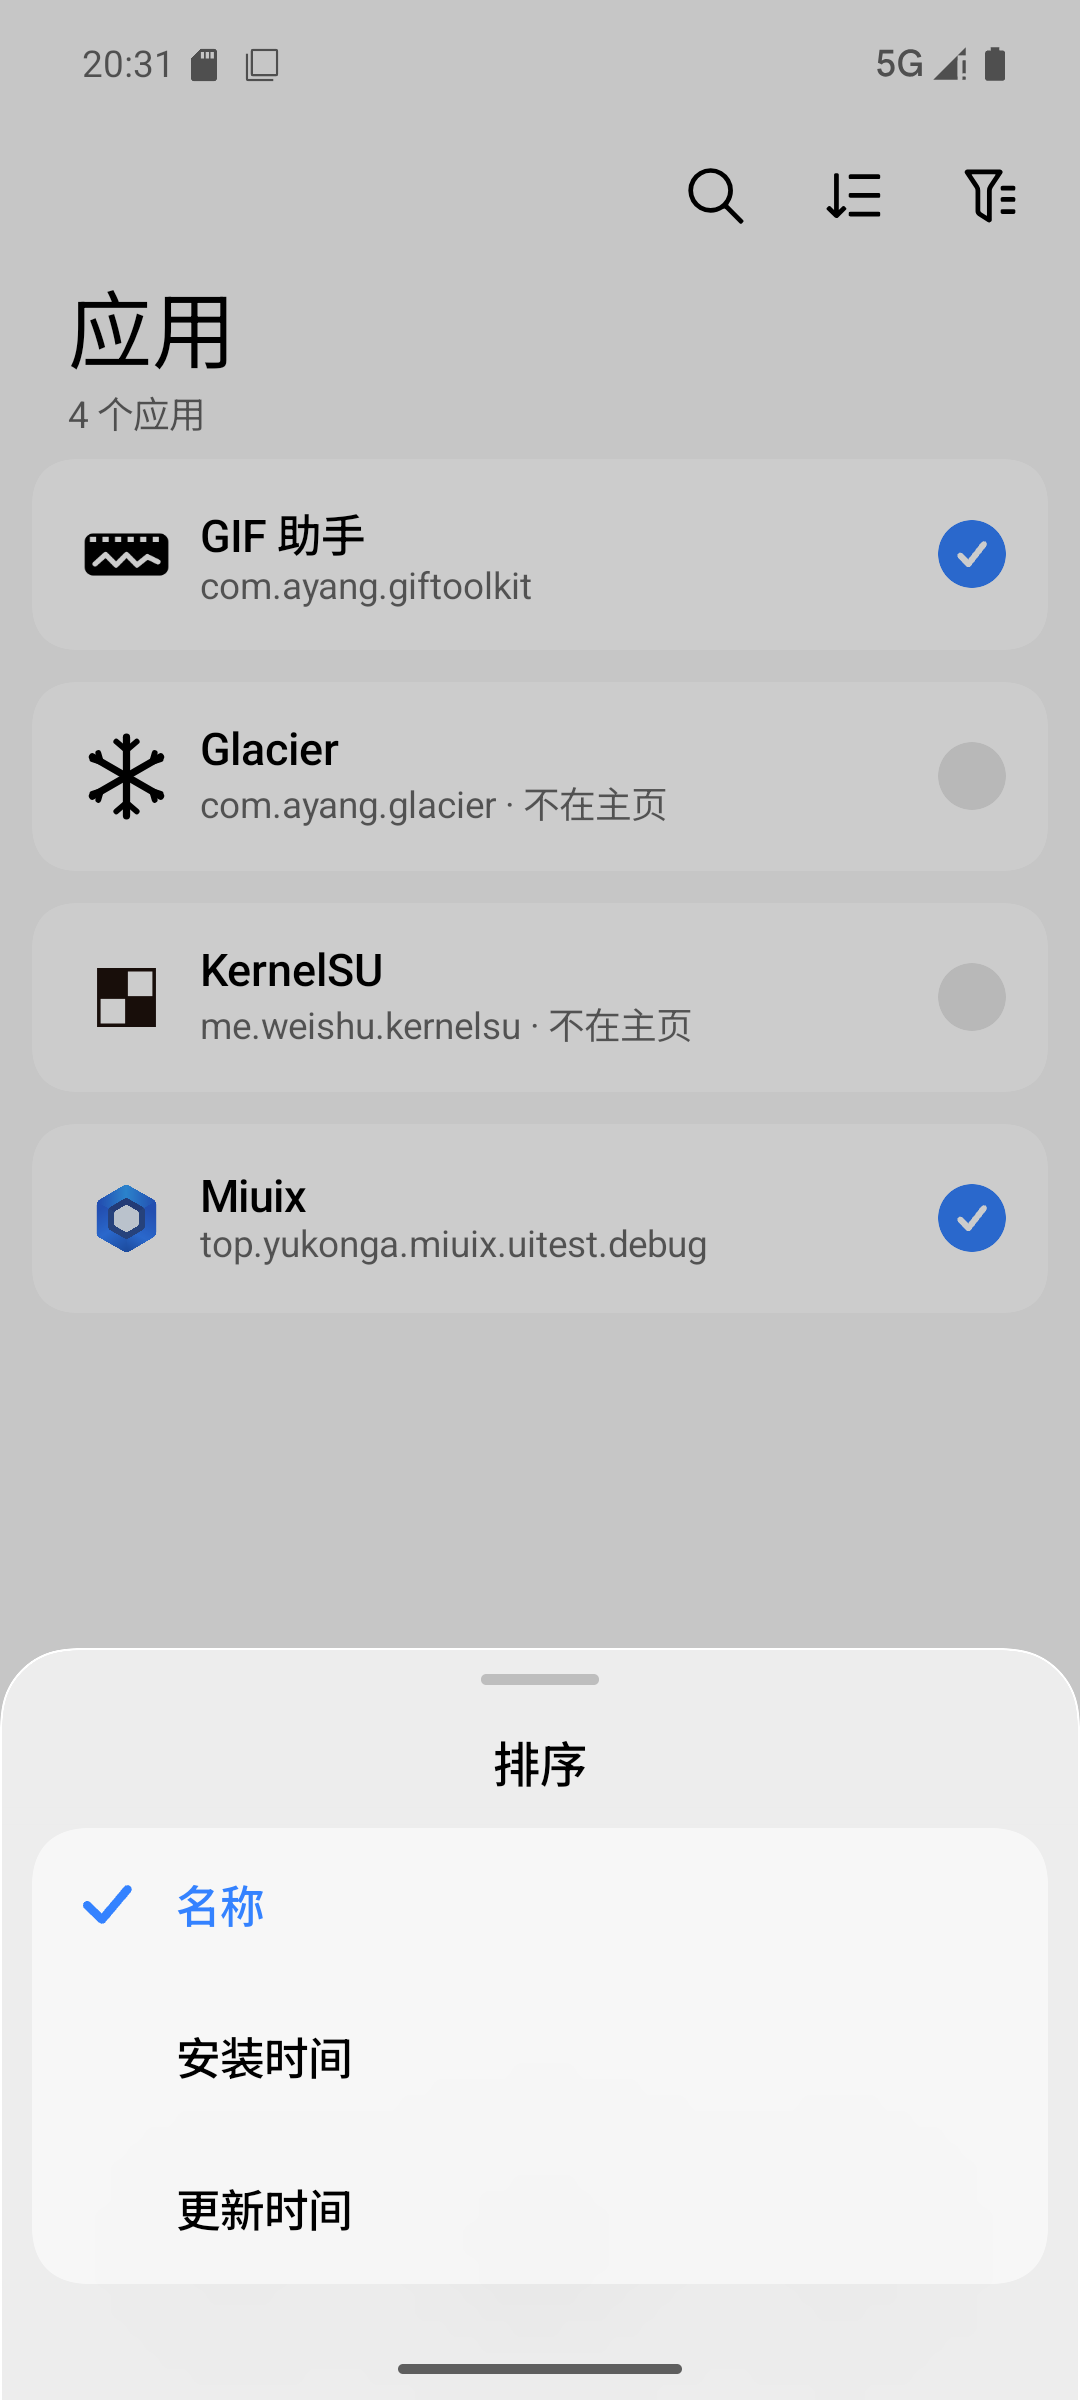 20:31
5G
应用
4 个应用
GIF 助手
com.ayang.giftoolkit
Glacier
com.ayang.glacier · 不在主页
KernelSU
me.weishu.kernelsu · 不在主页
Miuix
top.yukonga.miuix.uitest.debug
排序
名称
安装时间
更新时间